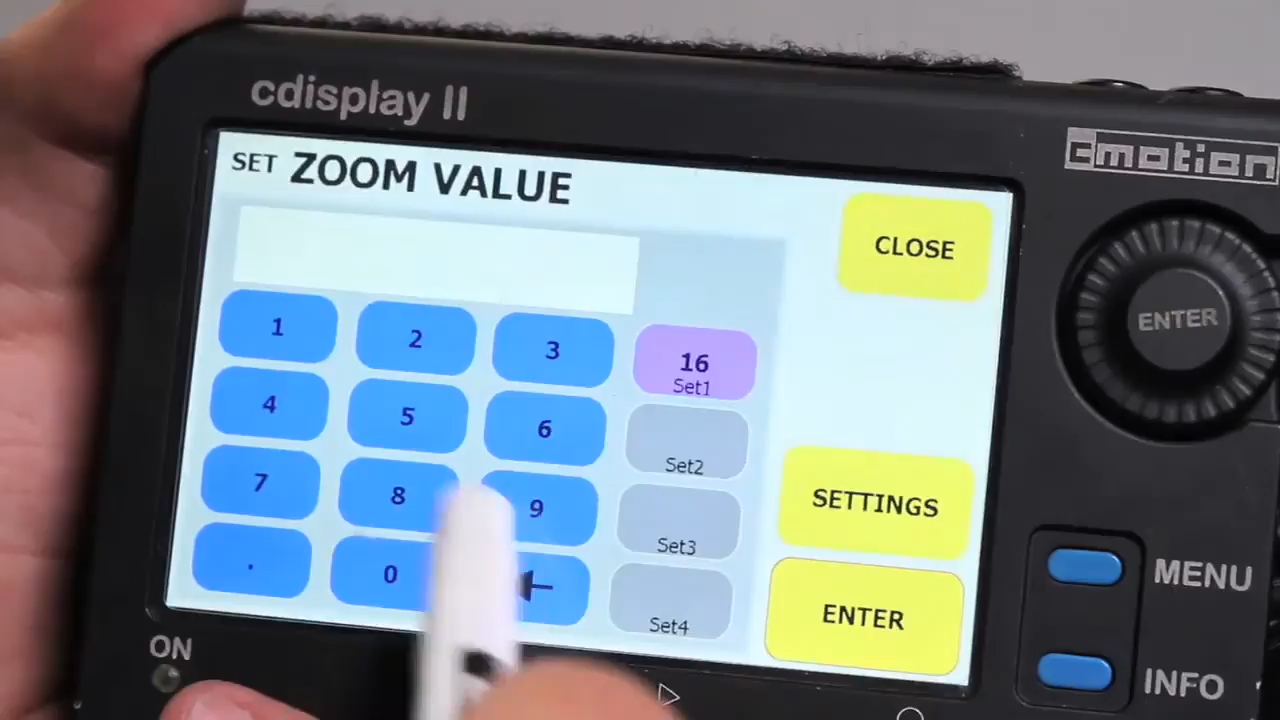 cdisplay II
cmotion
SET ZOOM VALUE
CLOSE
1 2 3 16
Set1
4 5 6
Set2
7 8 9
Set3
. 0 ←
Set4
SETTINGS
ENTER
ENTER
MENU
INFO
ON